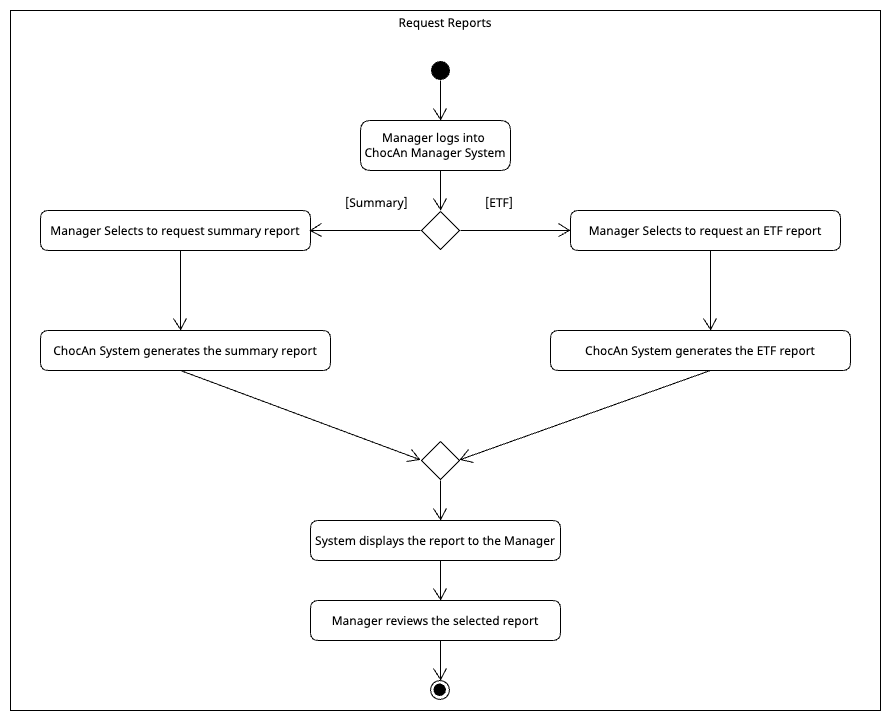 Request Reports
Manager logs into
ChocAn Manager System
[Summary]
[ETF]
Manager Selects to request summary report
Manager Selects to request an ETF report
ChocAn System generates the summary report
ChocAn System generates the ETF report
System displays the report to the Manager
Manager reviews the selected report